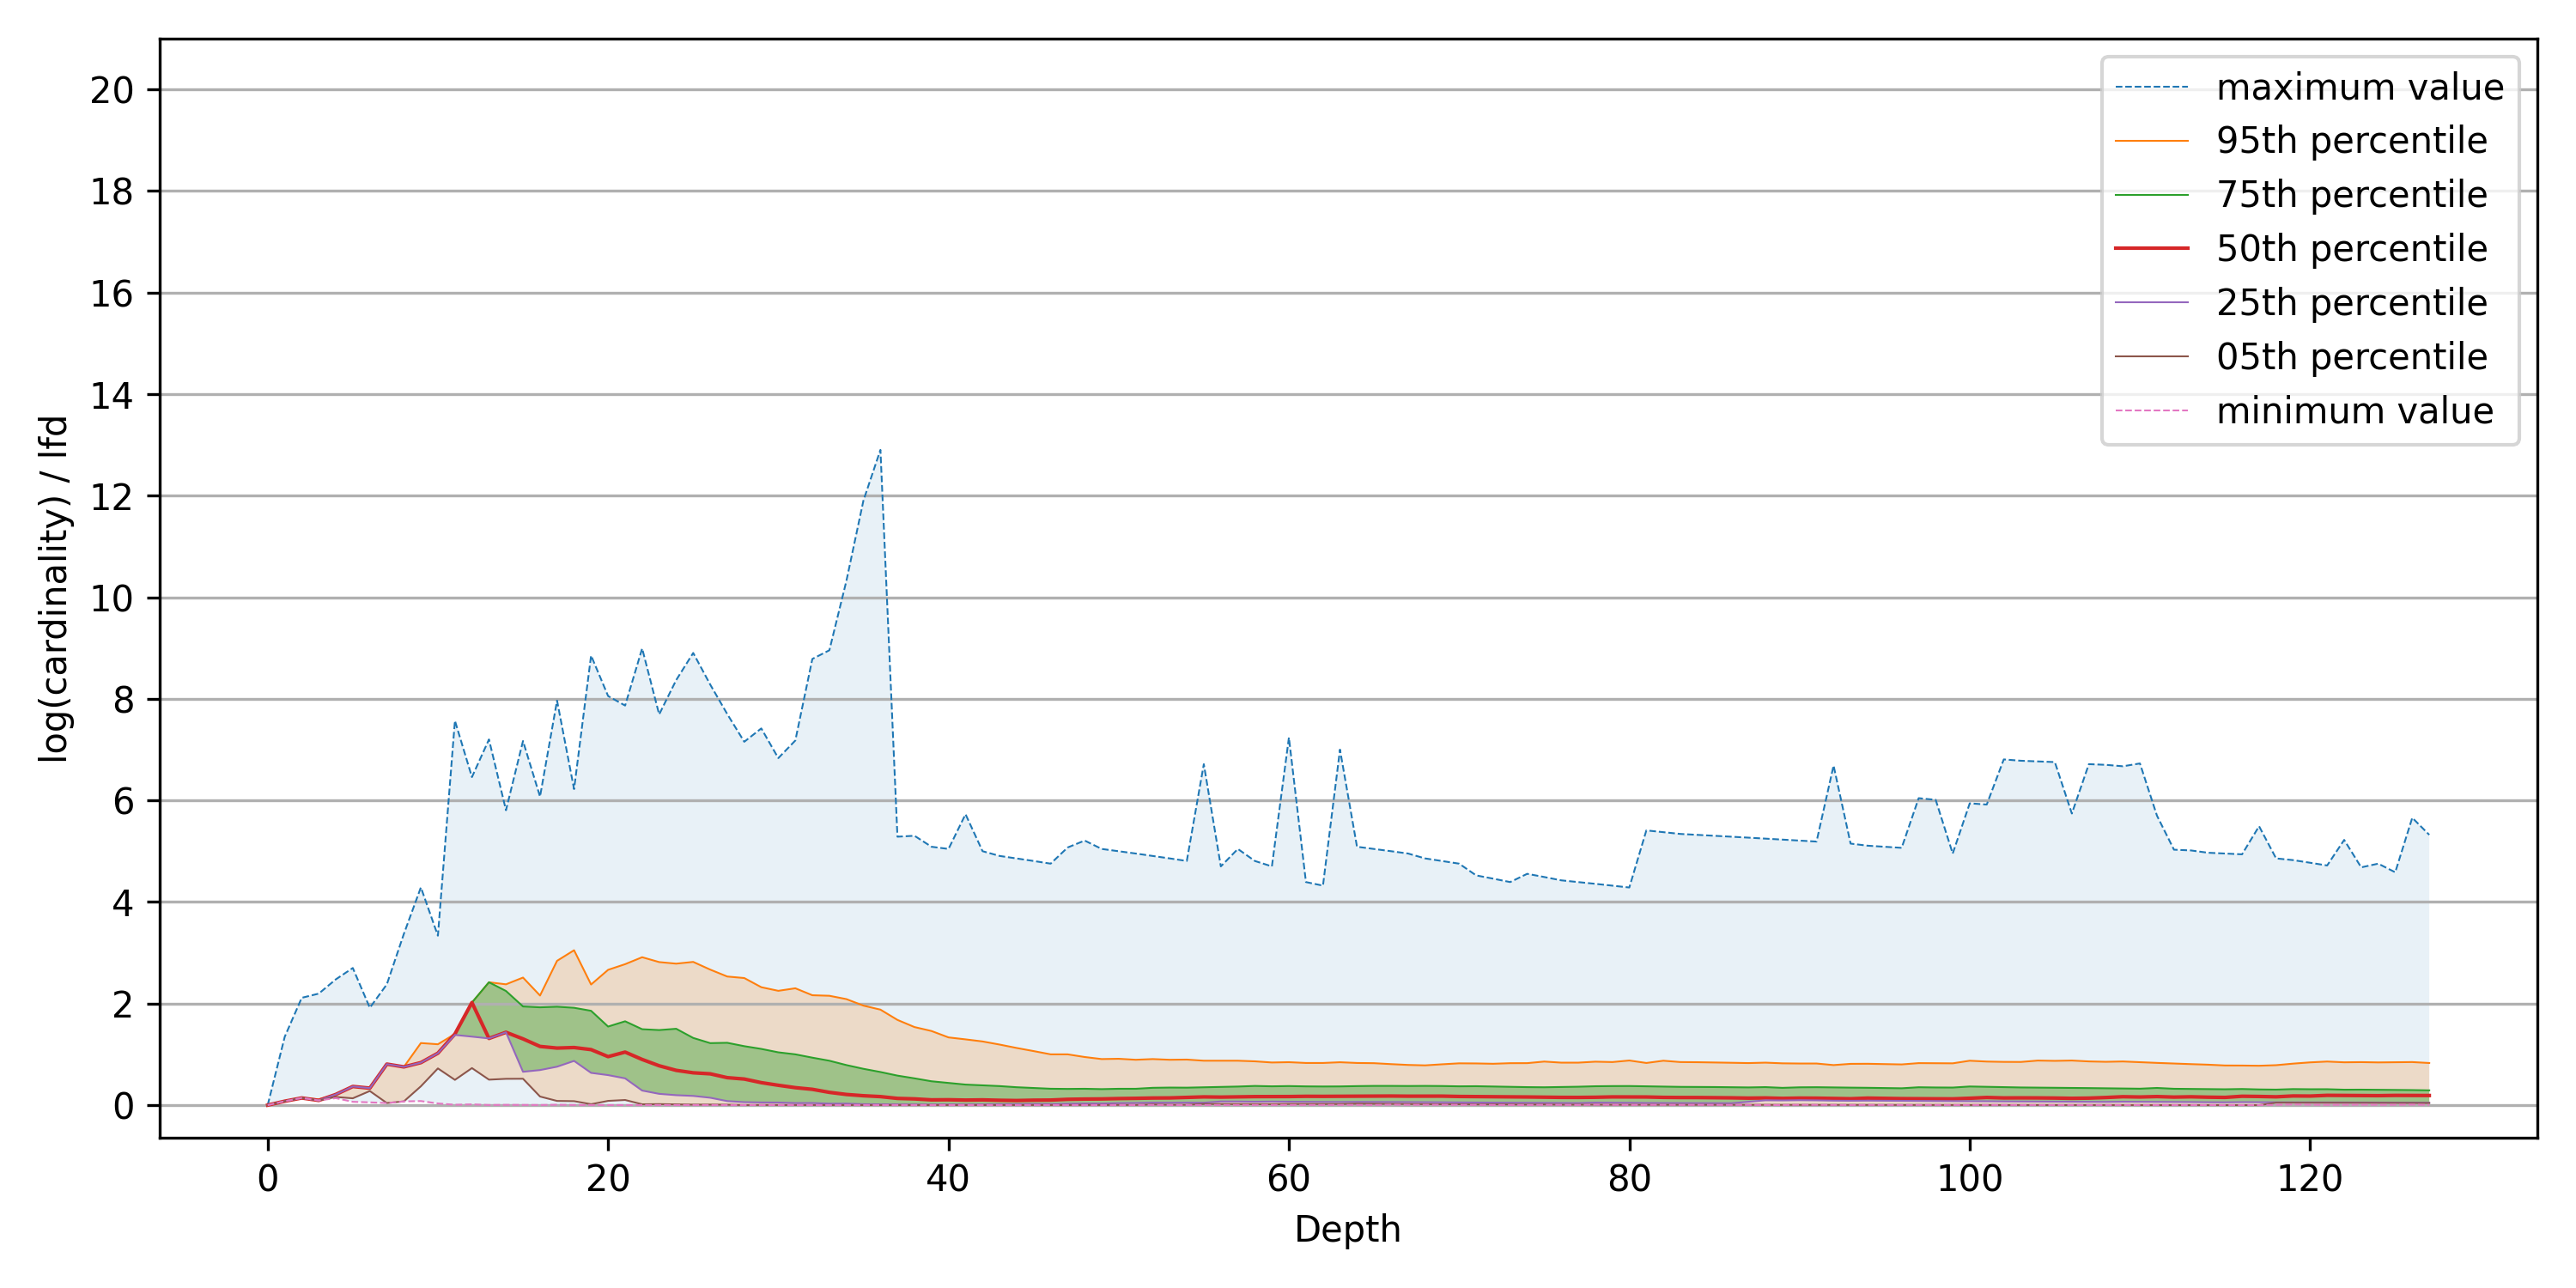 20
18
16
14
12
10
8
6
4
2
0
log(cardinality) / lfd
0 20 40 60 80 100 120
Depth
maximum value
95th percentile
75th percentile
50th percentile
25th percentile
05th percentile
minimum value